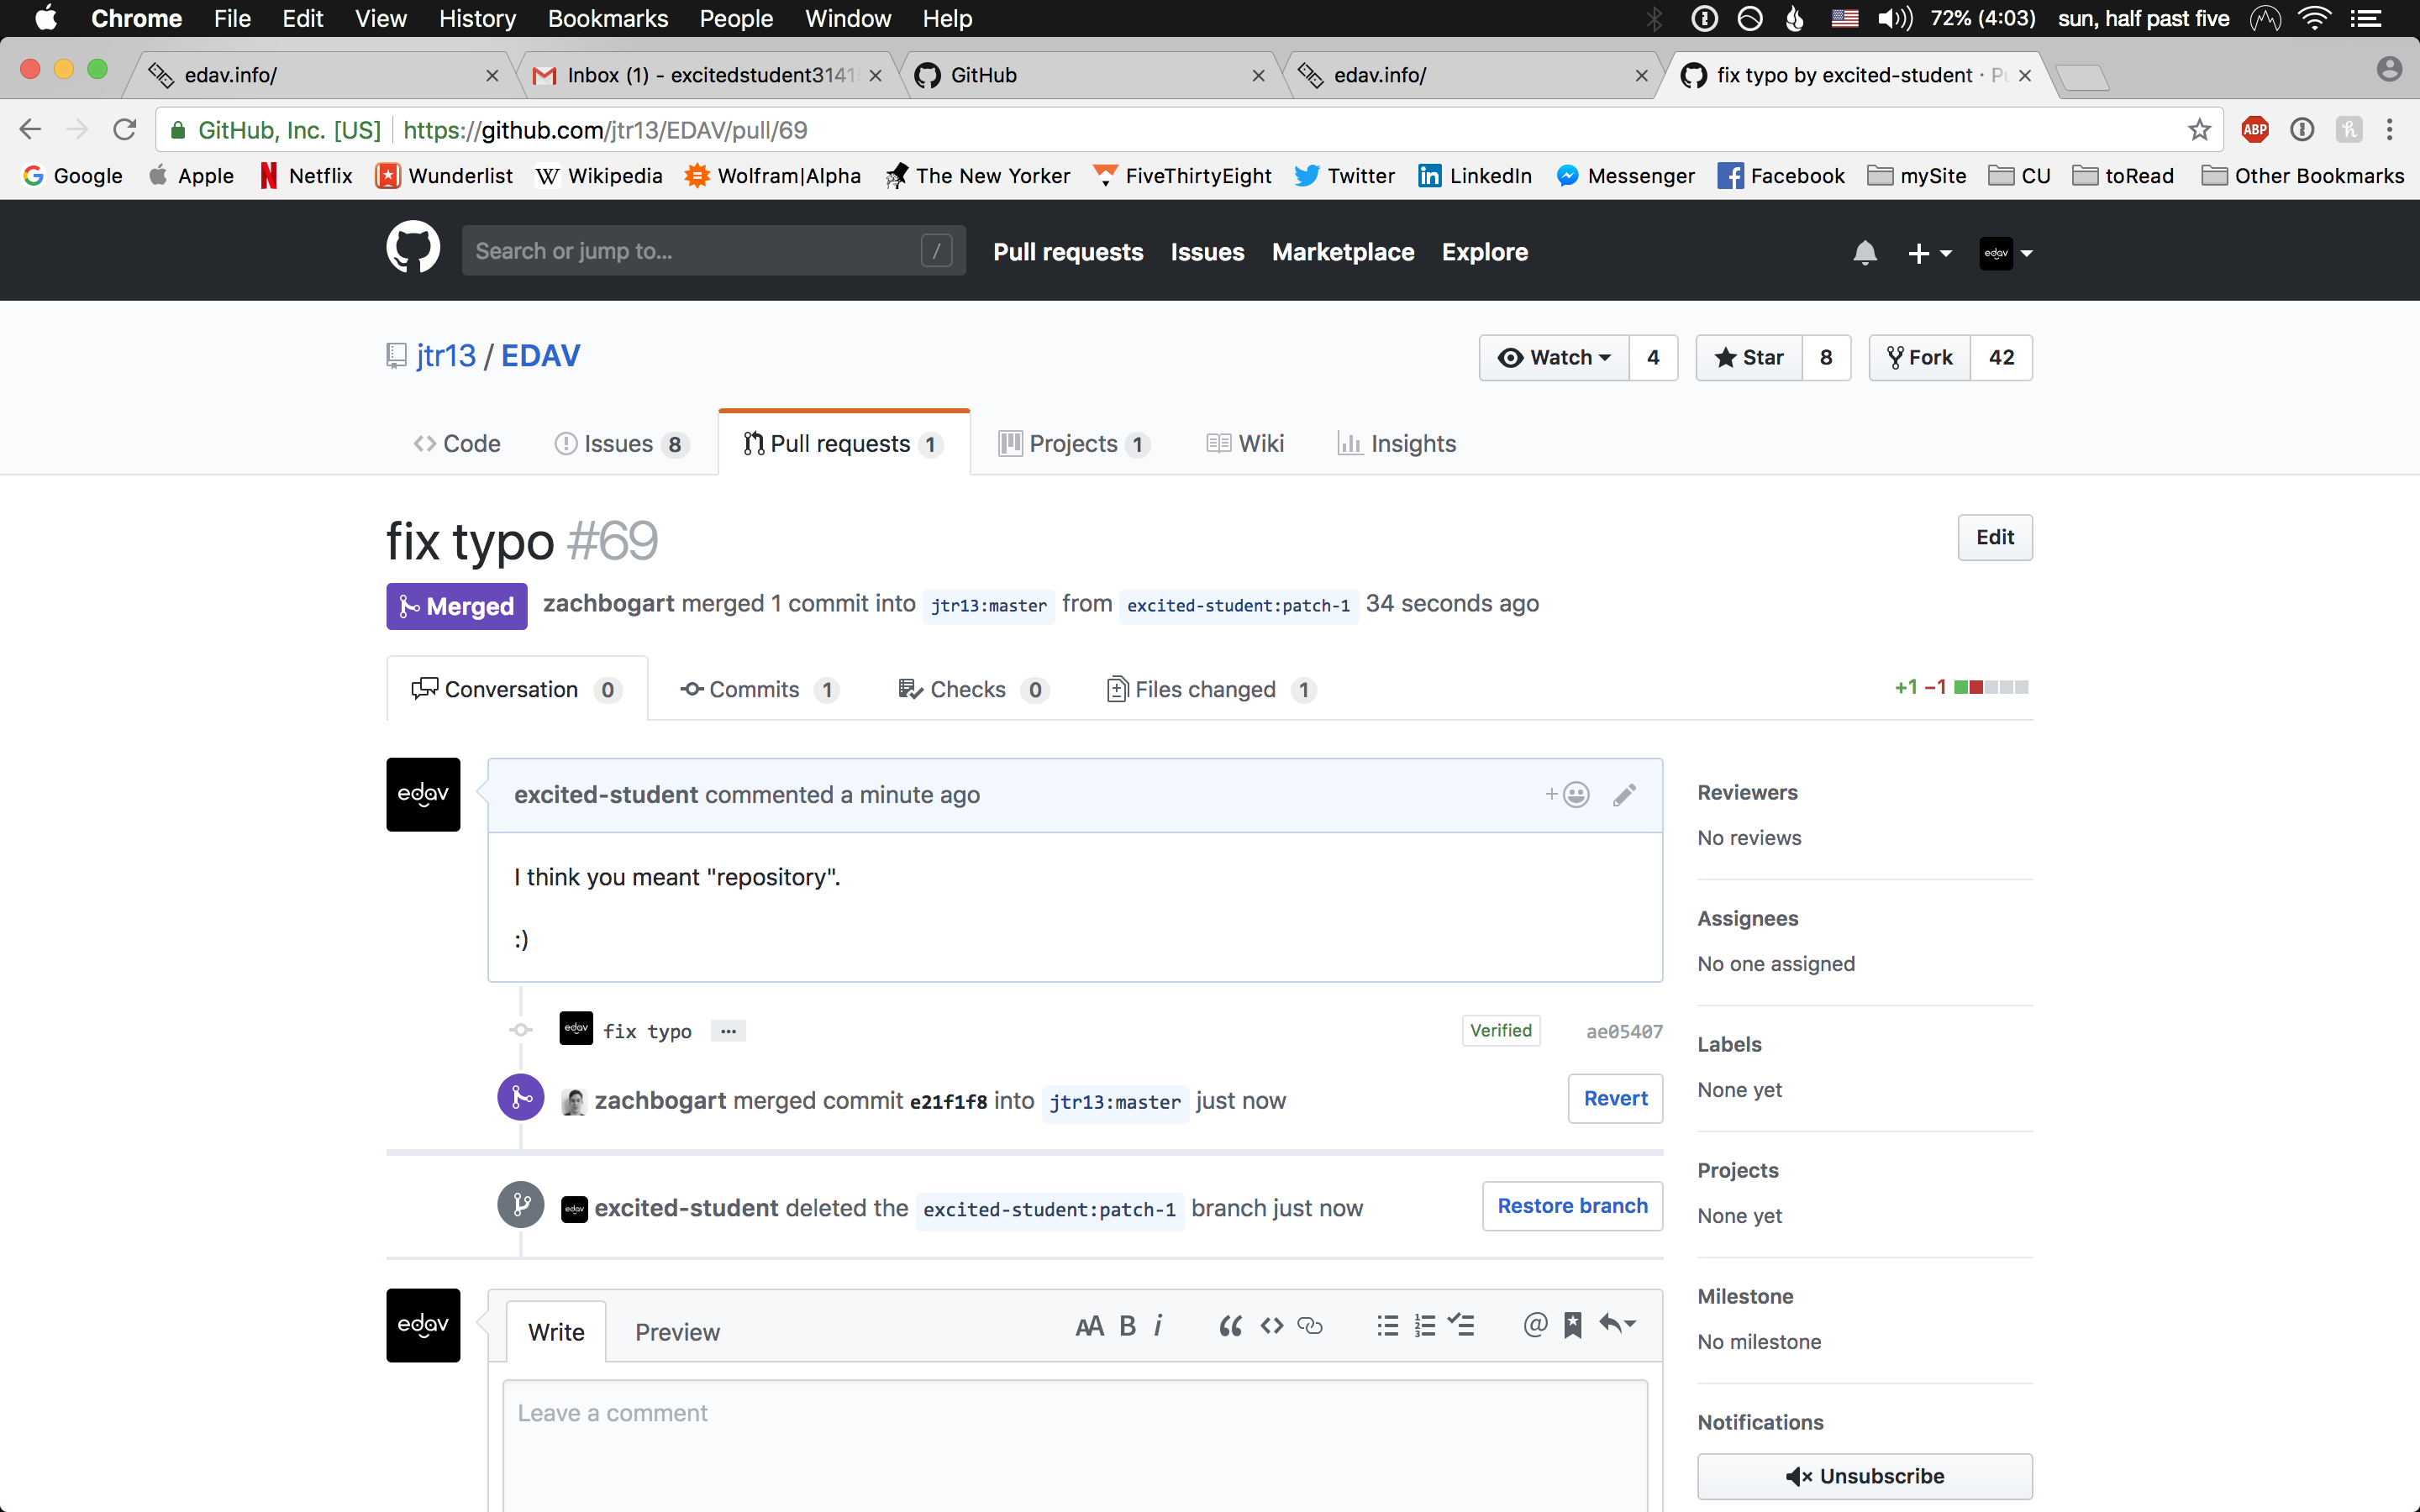 Chrome File Edit View History Bookmarks People Window Help 72% (4:03) sun, half past five
edav.info/ Inbox (1) - excitedstudent3141 GitHub edav.info/ fix typo by excited-student · Pu
GitHub, Inc. [US] https://github.com/jtr13/EDAV/pull/69 ABP
Google Apple Netflix Wunderlist W Wikipedia Wolfram|Alpha The New Yorker FiveThirtyEight Twitter LinkedIn Messenger Facebook mySite CU toRead Other Bookmarks
Search or jump to... / Pull requests Issues Marketplace Explore edav
jtr13 / EDAV Watch 4 Star 8 Fork 42
Code Issues 8 Pull requests 1 Projects 1 Wiki Insights
fix typo #69 Edit
Merged zachbogart merged 1 commit into jtr13:master from excited-student:patch-1 34 seconds ago
Conversation 0 Commits 1 Checks 0 Files changed 1 +1 −1
edav excited-student commented a minute ago
I think you meant "repository".
:)
edav fix typo ... Verified ae05407
zachbogart merged commit e21f1f8 into jtr13:master just now Revert
edav excited-student deleted the excited-student:patch-1 branch just now Restore branch
edav Write Preview AA B i @
Leave a comment
Reviewers
No reviews
Assignees
No one assigned
Labels
None yet
Projects
None yet
Milestone
No milestone
Notifications
Unsubscribe